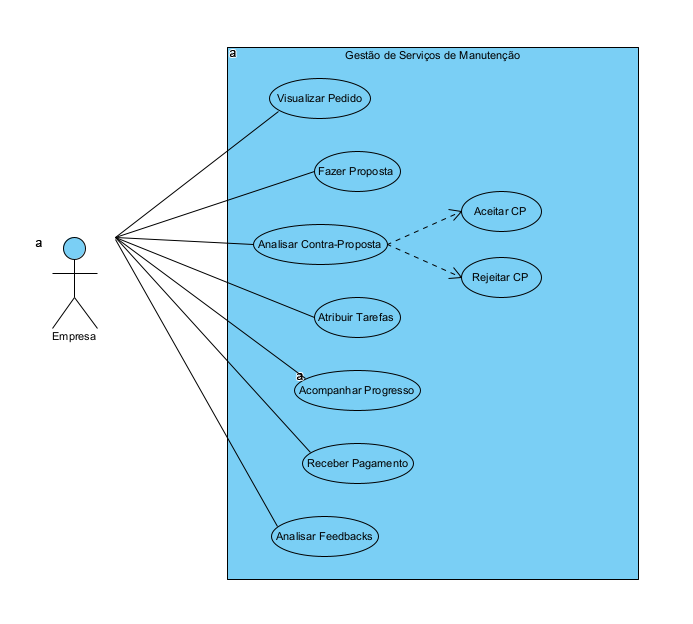 a
Gestão de Serviços de Manutenção
Visualizar Pedido
Fazer Proposta
Aceitar CP
a
Analisar Contra-Proposta
Rejeitar CP
Atribuir Tarefas
Empresa
a
Acompanhar Progresso
Receber Pagamento
Analisar Feedbacks